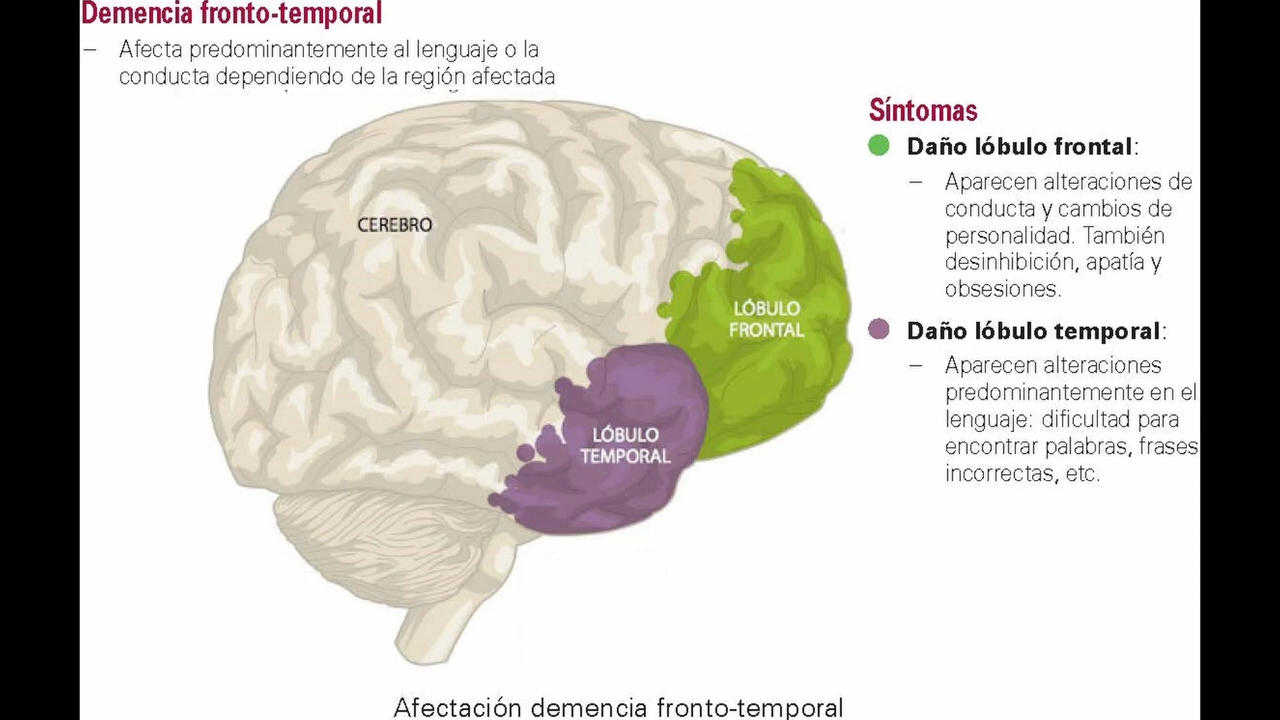 Demencia fronto-temporal
– Afecta predominantemente al lenguaje o la
conducta dependiendo de la región afectada
CEREBRO
LÓBULO
FRONTAL
LÓBULO
TEMPORAL
Síntomas
Daño lóbulo frontal:
– Aparecen alteraciones de
conducta y cambios de
personalidad. También
desinhibición, apatía y
obsesiones.
Daño lóbulo temporal:
– Aparecen alteraciones
predominantemente en el
lenguaje: dificultad para
encontrar palabras, frases
incorrectas, etc.
Afectación demencia fronto-temporal